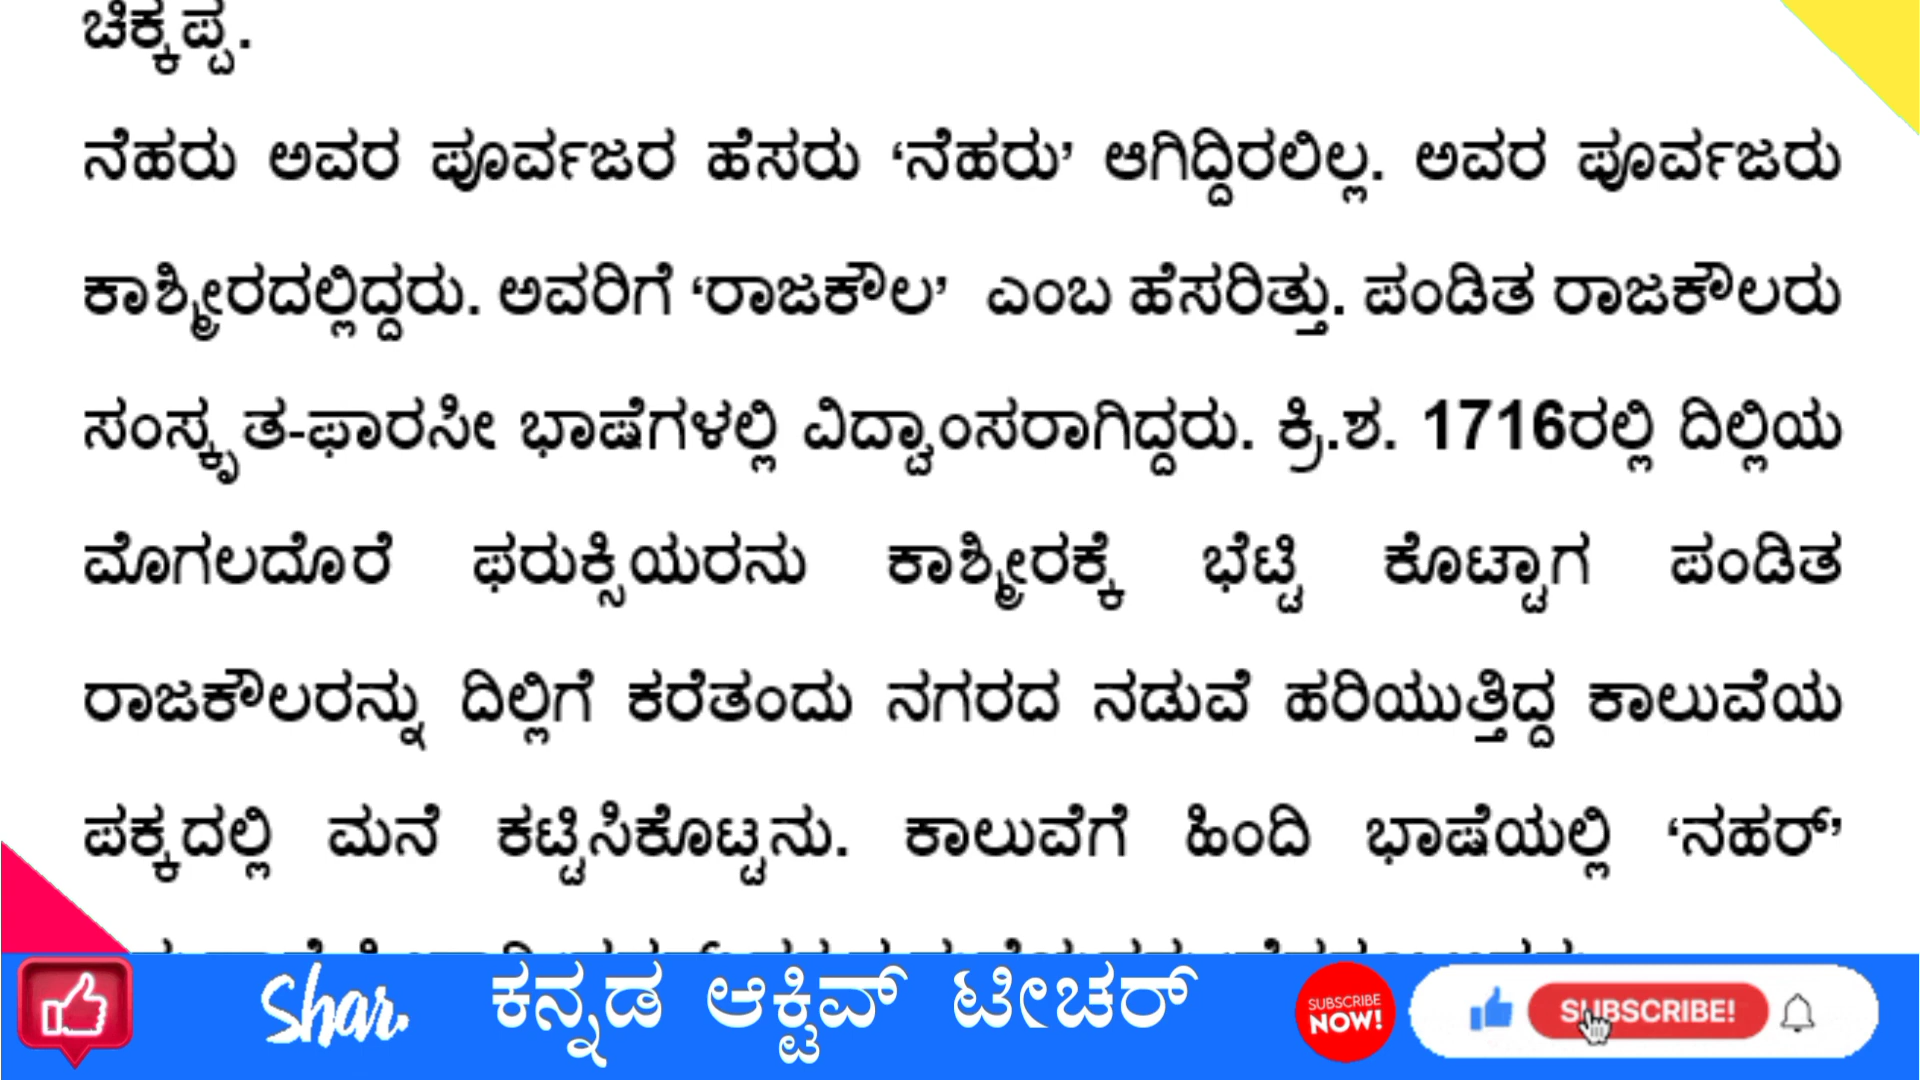 ಚಿಕ್ಕಪ್ಪ.
ನೆಹರು ಅವರ ಪೂರ್ವಜರ ಹೆಸರು ‘ನೆಹರು’ ಆಗಿದ್ದಿರಲಿಲ್ಲ. ಅವರ ಪೂರ್ವಜರು
ಕಾಶ್ಮೀರದಲ್ಲಿದ್ದರು. ಅವರಿಗೆ ‘ರಾಜಕೌಲ’ ಎಂಬ ಹೆಸರಿತ್ತು. ಪಂಡಿತ ರಾಜಕೌಲರು
ಸಂಸ್ಕೃತ-ಫಾರಸೀ ಭಾಷೆಗಳಲ್ಲಿ ವಿದ್ವಾಂಸರಾಗಿದ್ದರು. ಕ್ರಿ.ಶ. 1716ರಲ್ಲಿ ದಿಲ್ಲಿಯ
ಮೊಗಲದೊರೆ ಫರುಕ್ಸಿಯರನು ಕಾಶ್ಮೀರಕ್ಕೆ ಭೆಟ್ಟಿ ಕೊಟ್ಟಾಗ ಪಂಡಿತ
ರಾಜಕೌಲರನ್ನು ದಿಲ್ಲಿಗೆ ಕರೆತಂದು ನಗರದ ನಡುವೆ ಹರಿಯುತ್ತಿದ್ದ ಕಾಲುವೆಯ
ಪಕ್ಕದಲ್ಲಿ ಮನೆ ಕಟ್ಟಿಸಿಕೊಟ್ಟನು. ಕಾಲುವೆಗೆ ಹಿಂದಿ ಭಾಷೆಯಲ್ಲಿ ‘ನಹರ್’
Shar. ಕನ್ನಡ ಆಕ್ಟಿವ್ ಟೀಚರ್ SUBSCRIBE NOW! SUBSCRIBE!